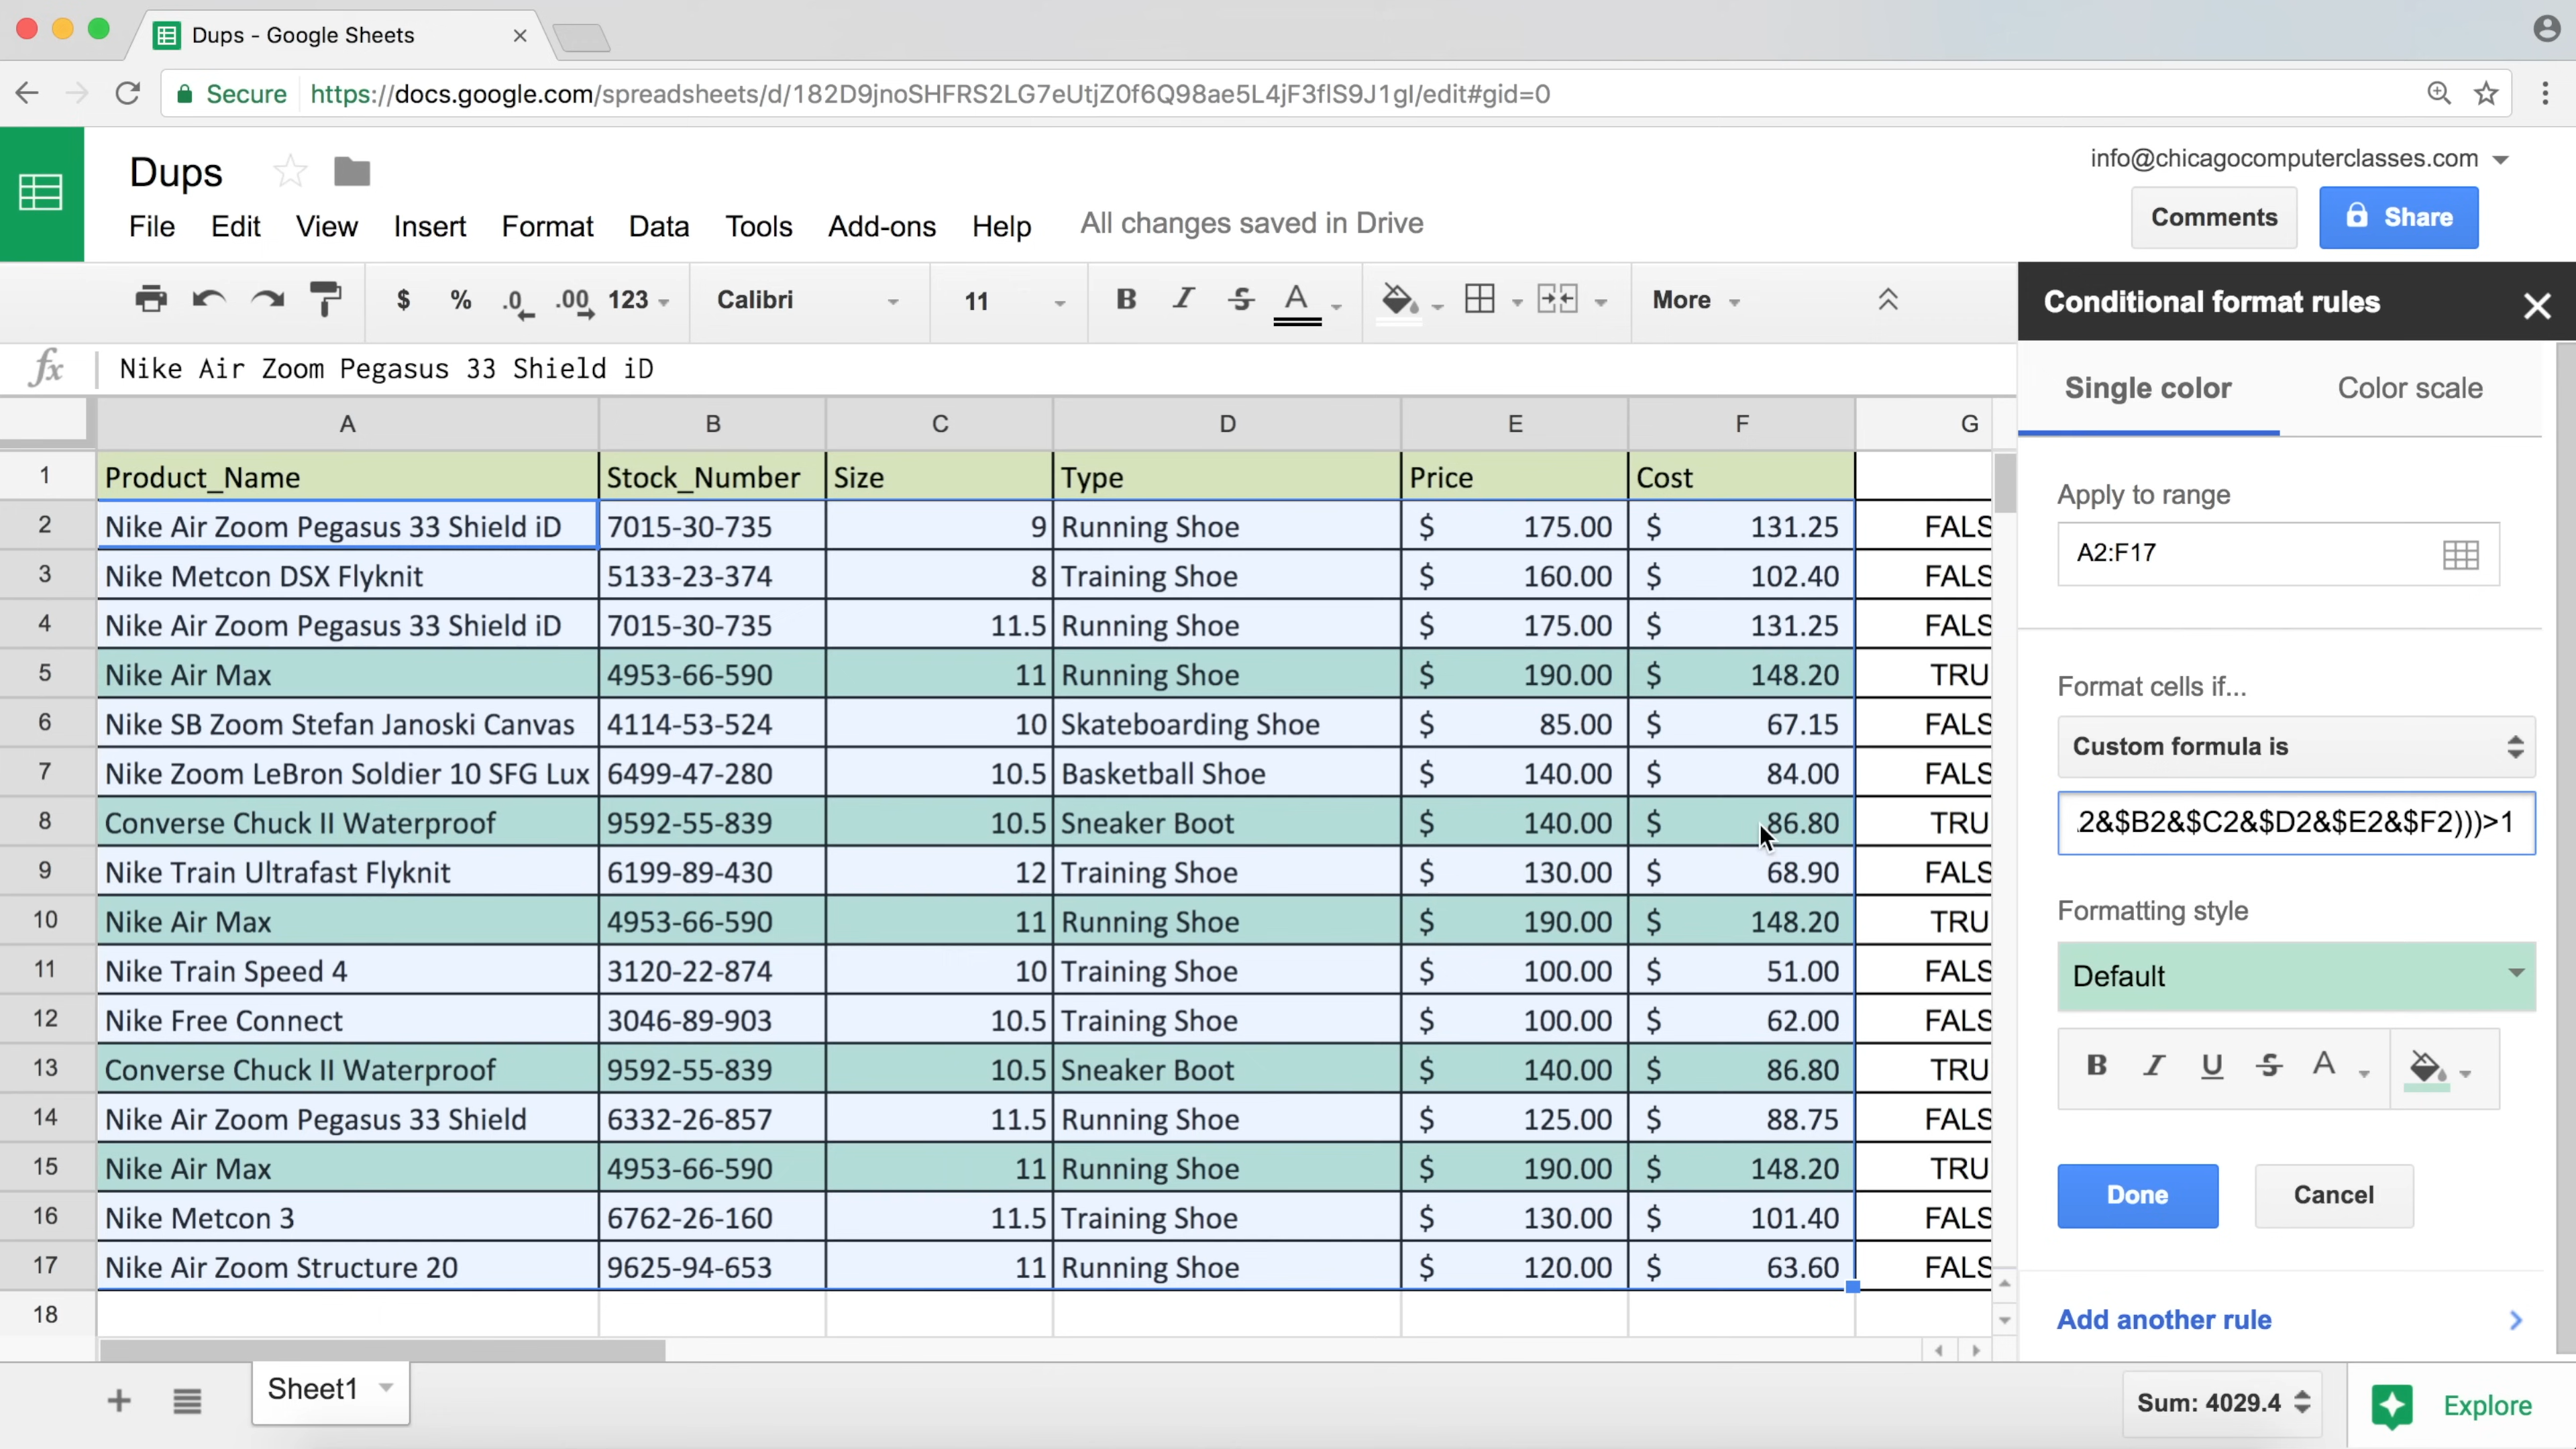 Dups - Google Sheets
Secure https://docs.google.com/spreadsheets/d/182D9jnoSHFRS2LG7eUtjZ0f6Q98ae5L4jF3flS9J1gI/edit#gid=0
Dups
info@chicagocomputerclasses.com
File Edit View Insert Format Data Tools Add-ons Help All changes saved in Drive
Comments Share
$ % .0 .00 123 Calibri 11 B I S A More
Conditional format rules
fx Nike Air Zoom Pegasus 33 Shield iD
Single color Color scale
A B C D E F G
1 Product_Name Stock_Number Size Type Price Cost
2 Nike Air Zoom Pegasus 33 Shield iD 7015-30-735 9 Running Shoe $ 175.00 $ 131.25 FALS
3 Nike Metcon DSX Flyknit 5133-23-374 8 Training Shoe $ 160.00 $ 102.40 FALS
4 Nike Air Zoom Pegasus 33 Shield iD 7015-30-735 11.5 Running Shoe $ 175.00 $ 131.25 FALS
5 Nike Air Max 4953-66-590 11 Running Shoe $ 190.00 $ 148.20 TRU
6 Nike SB Zoom Stefan Janoski Canvas 4114-53-524 10 Skateboarding Shoe $ 85.00 $ 67.15 FALS
7 Nike Zoom LeBron Soldier 10 SFG Lux 6499-47-280 10.5 Basketball Shoe $ 140.00 $ 84.00 FALS
8 Converse Chuck II Waterproof 9592-55-839 10.5 Sneaker Boot $ 140.00 $ 86.80 TRU
9 Nike Train Ultrafast Flyknit 6199-89-430 12 Training Shoe $ 130.00 $ 68.90 FALS
10 Nike Air Max 4953-66-590 11 Running Shoe $ 190.00 $ 148.20 TRU
11 Nike Train Speed 4 3120-22-874 10 Training Shoe $ 100.00 $ 51.00 FALS
12 Nike Free Connect 3046-89-903 10.5 Training Shoe $ 100.00 $ 62.00 FALS
13 Converse Chuck II Waterproof 9592-55-839 10.5 Sneaker Boot $ 140.00 $ 86.80 TRU
14 Nike Air Zoom Pegasus 33 Shield 6332-26-857 11.5 Running Shoe $ 125.00 $ 88.75 FALS
15 Nike Air Max 4953-66-590 11 Running Shoe $ 190.00 $ 148.20 TRU
16 Nike Metcon 3 6762-26-160 11.5 Training Shoe $ 130.00 $ 101.40 FALS
17 Nike Air Zoom Structure 20 9625-94-653 11 Running Shoe $ 120.00 $ 63.60 FALS
18
Apply to range
A2:F17
Format cells if...
Custom formula is
2&$B2&$C2&$D2&$E2&$F2)))>1
Formatting style
Default
B I U S A
Done Cancel
Add another rule
Sheet1
Sum: 4029.4
Explore